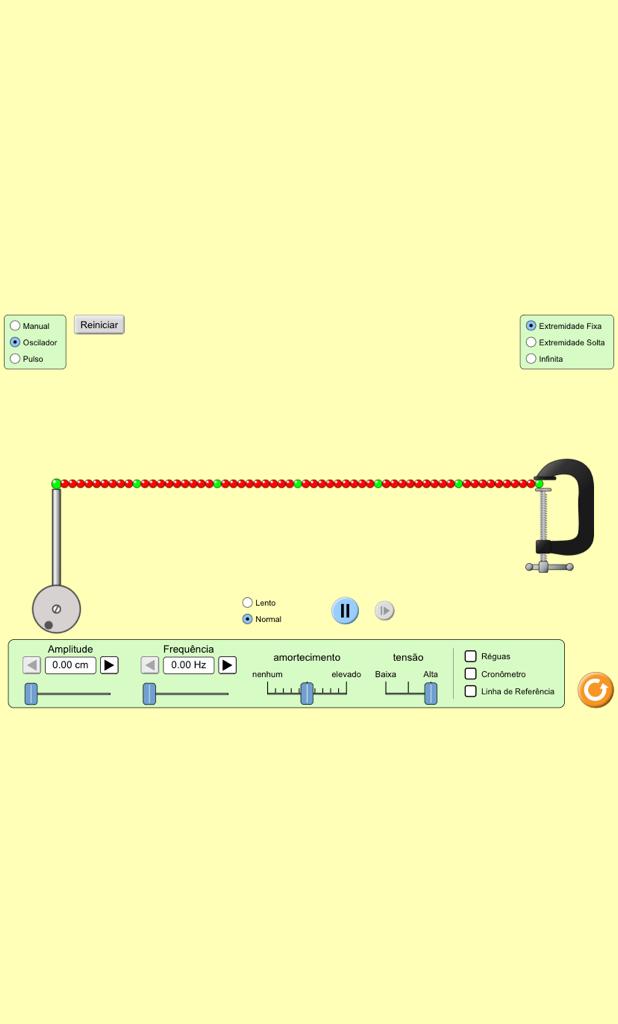 Manual
Oscilador
Pulso
Reiniciar
Extremidade Fixa
Extremidade Solta
Infinita
Lento
Normal
Amplitude
0.00 cm
Frequência
0.00 Hz
amortecimento
nenhum elevado
tensão
Baixa Alta
Réguas
Cronômetro
Linha de Referência